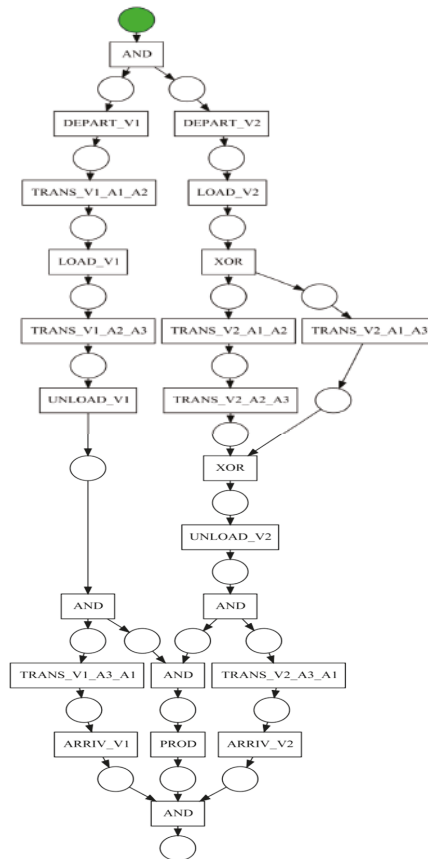 AND
DEPART_V1 DEPART_V2
TRANS_V1_A1_A2 LOAD_V2
LOAD_V1 XOR
TRANS_V1_A2_A3 TRANS_V2_A1_A2 TRANS_V2_A1_A3
UNLOAD_V1 TRANS_V2_A2_A3
XOR
UNLOAD_V2
AND AND
TRANS_V1_A3_A1 AND TRANS_V2_A3_A1
ARRIV_V1 PROD ARRIV_V2
AND